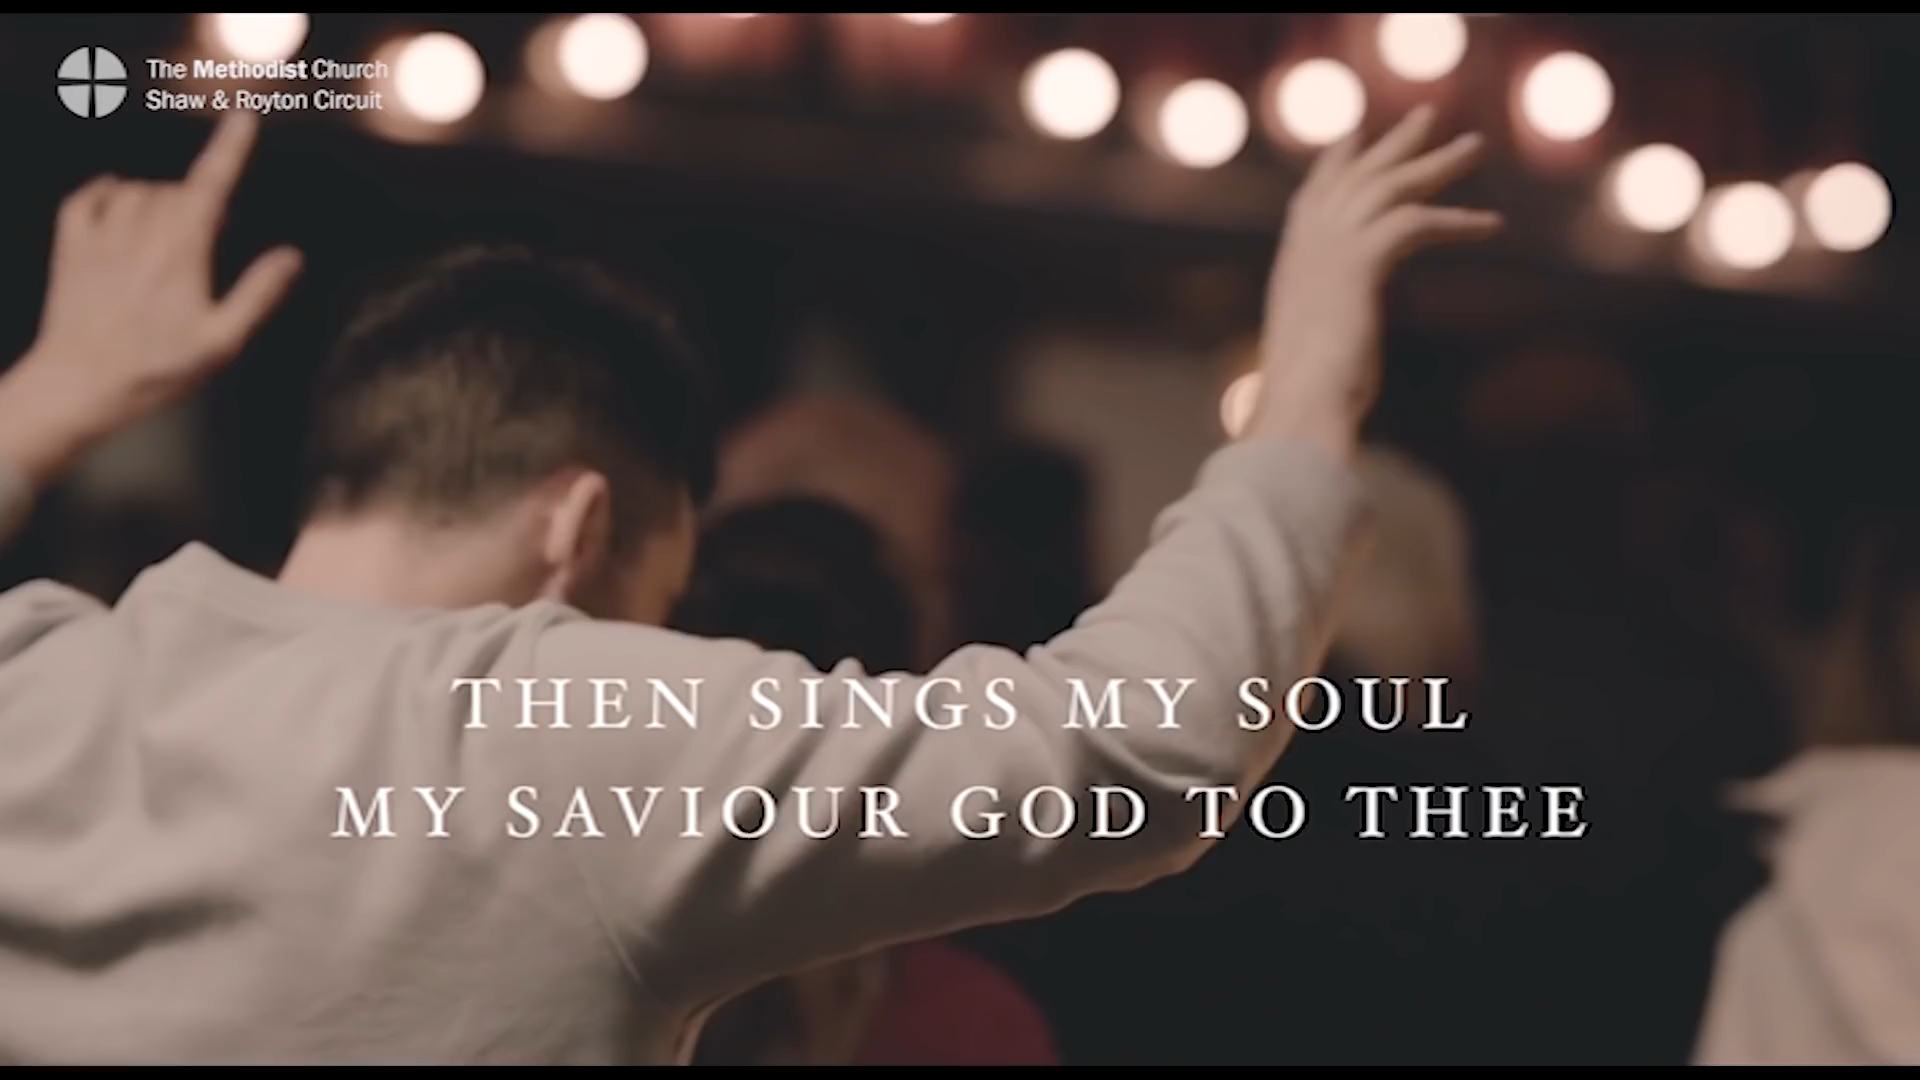 The Methodist Church
Shaw & Royton Circuit
THEN SINGS MY SOUL
MY SAVIOUR GOD TO THEE